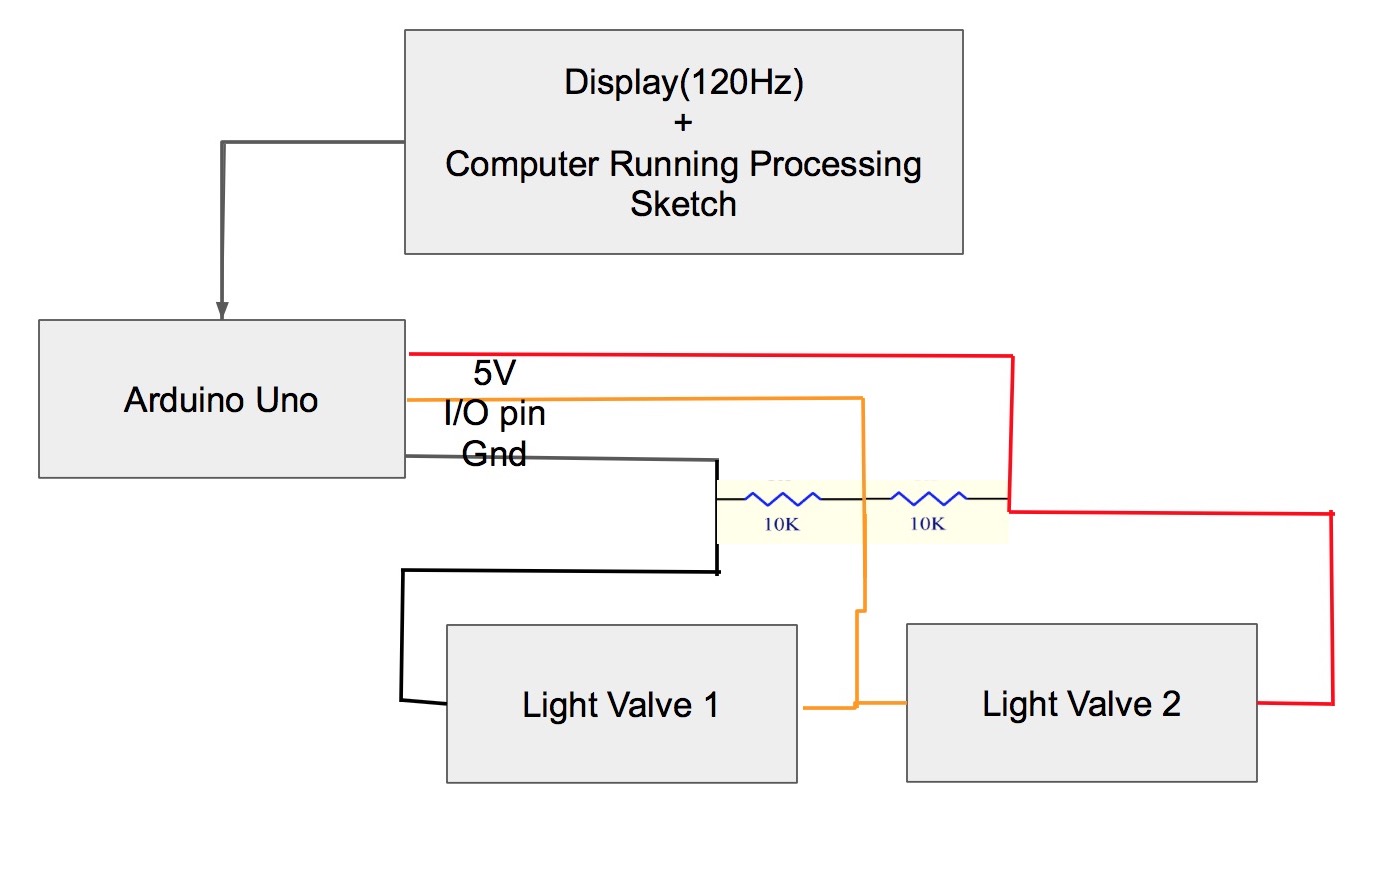 Display(120Hz)
+
Computer Running Processing
Sketch
Arduino Uno
5V
I/O pin
Gnd
10K
10K
Light Valve 1
Light Valve 2